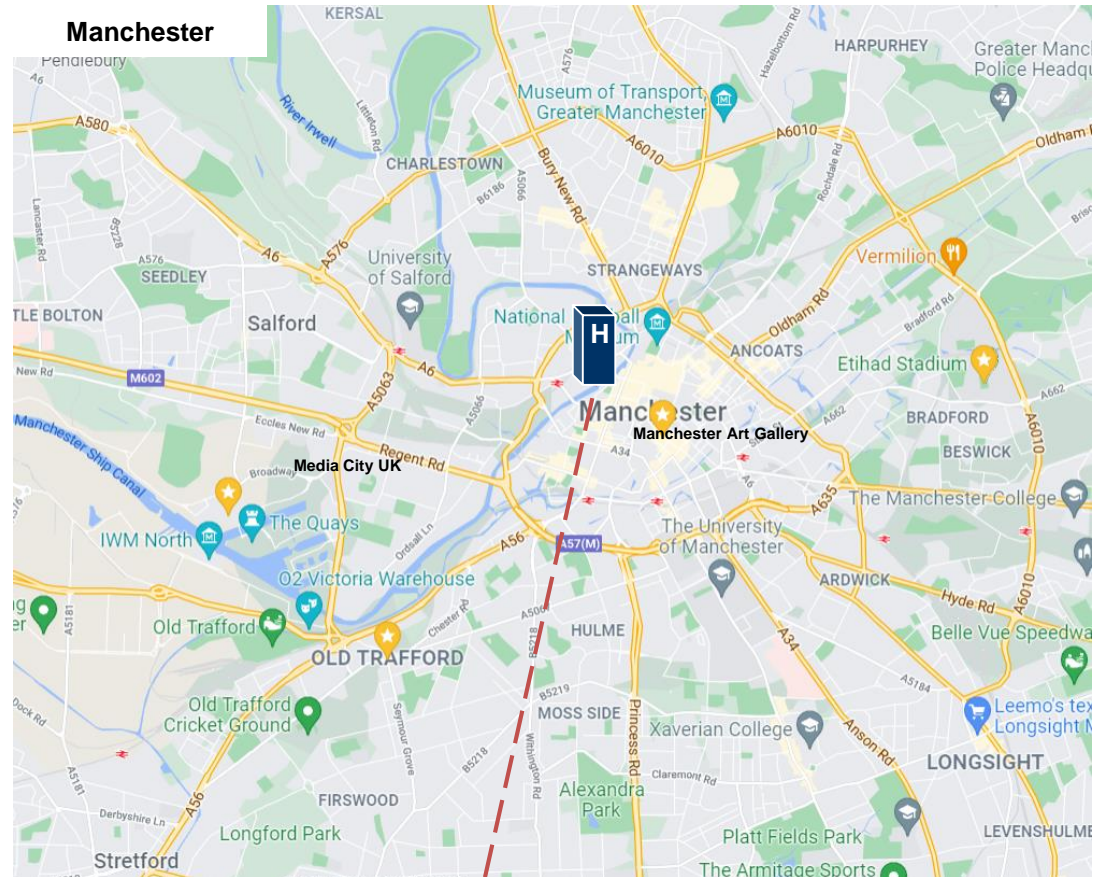 Manchester
KERSAL
Pendlebury
A6
HARPURHEY
Hazelbottom Rd
Greater Manc
Police Headqu
A576
River Irwell
Littleton Rd
Museum of Transport,
Greater Manchester
A580
A6010
A6010
Oldham R
CHARLESTOWN
B6186
A5066
Bury New Rd
Rochdale Rd
Lancaster Rd
B5228
A576
A576
A6
SEEDLEY
University
of Salford
STRANGEWAYS
Vermilion
TLE BOLTON
Salford
National
H
Oldham Rd
Bradford Rd
ANCOATS
Etihad Stadium
New Rd
M602
A6
A5063
A5066
A662
A662
Manchester
Manchester Art Gallery
BRADFORD
A6010
Manchester Ship Canal
Eccles New Rd
Regent Rd
A34
BESWICK
Broadway
Media City UK
A6
A635
The Manchester College
IWM North
The Quays
Ordsall Ln
A56
A57(M)
The University
of Manchester
O2 Victoria Warehouse
ARDWICK
A5181
Chester Rd
Hyde Rd
A6010
Old Trafford
HULME
B5218
A34
Belle Vue Speedwa
OLD TRAFFORD
B5219
A5184
Old Trafford
Cricket Ground
MOSS SIDE
Princess Rd
Xaverian College
Leemo's tex
Longsight M
Seymour Grove
B5218
Withington Rd
Anson Rd
LONGSIGHT
A5181
A56
Claremont Rd
FIRSWOOD
Alexandra
Park
Derbyshire Ln
Longford Park
Platt Fields Park
LEVENSHULME
Stretford
The Armitage Sports